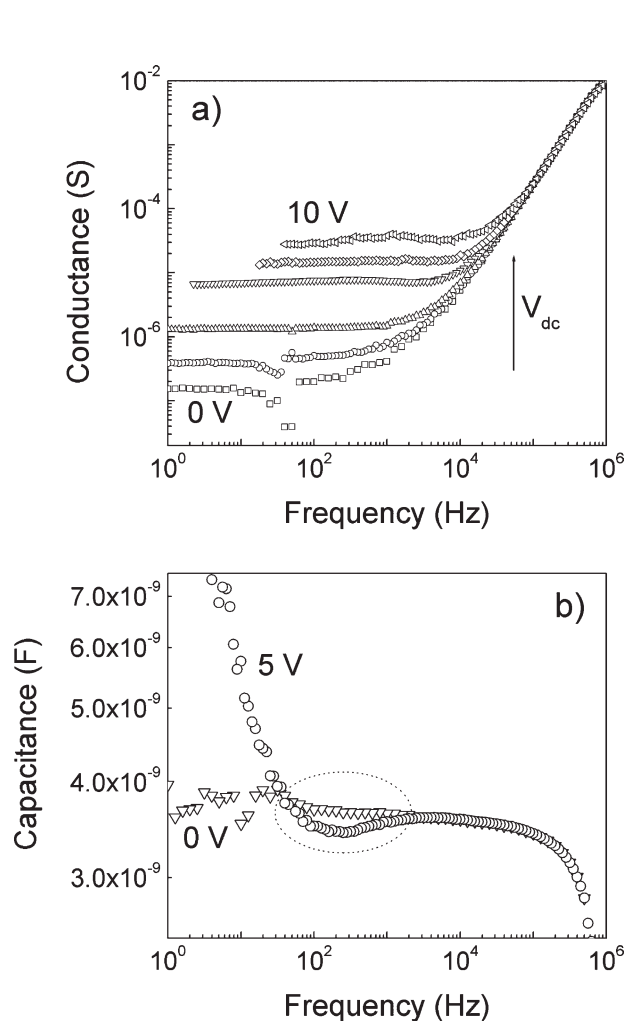 a)
10^-2
10^-4
10^-6
Conductance (S)
10 V
0 V
V_dc
10^0 10^2 10^4 10^6
Frequency (Hz)
b)
7.0x10^-9
6.0x10^-9
5.0x10^-9
4.0x10^-9
3.0x10^-9
Capacitance (F)
5 V
0 V
10^0 10^2 10^4 10^6
Frequency (Hz)